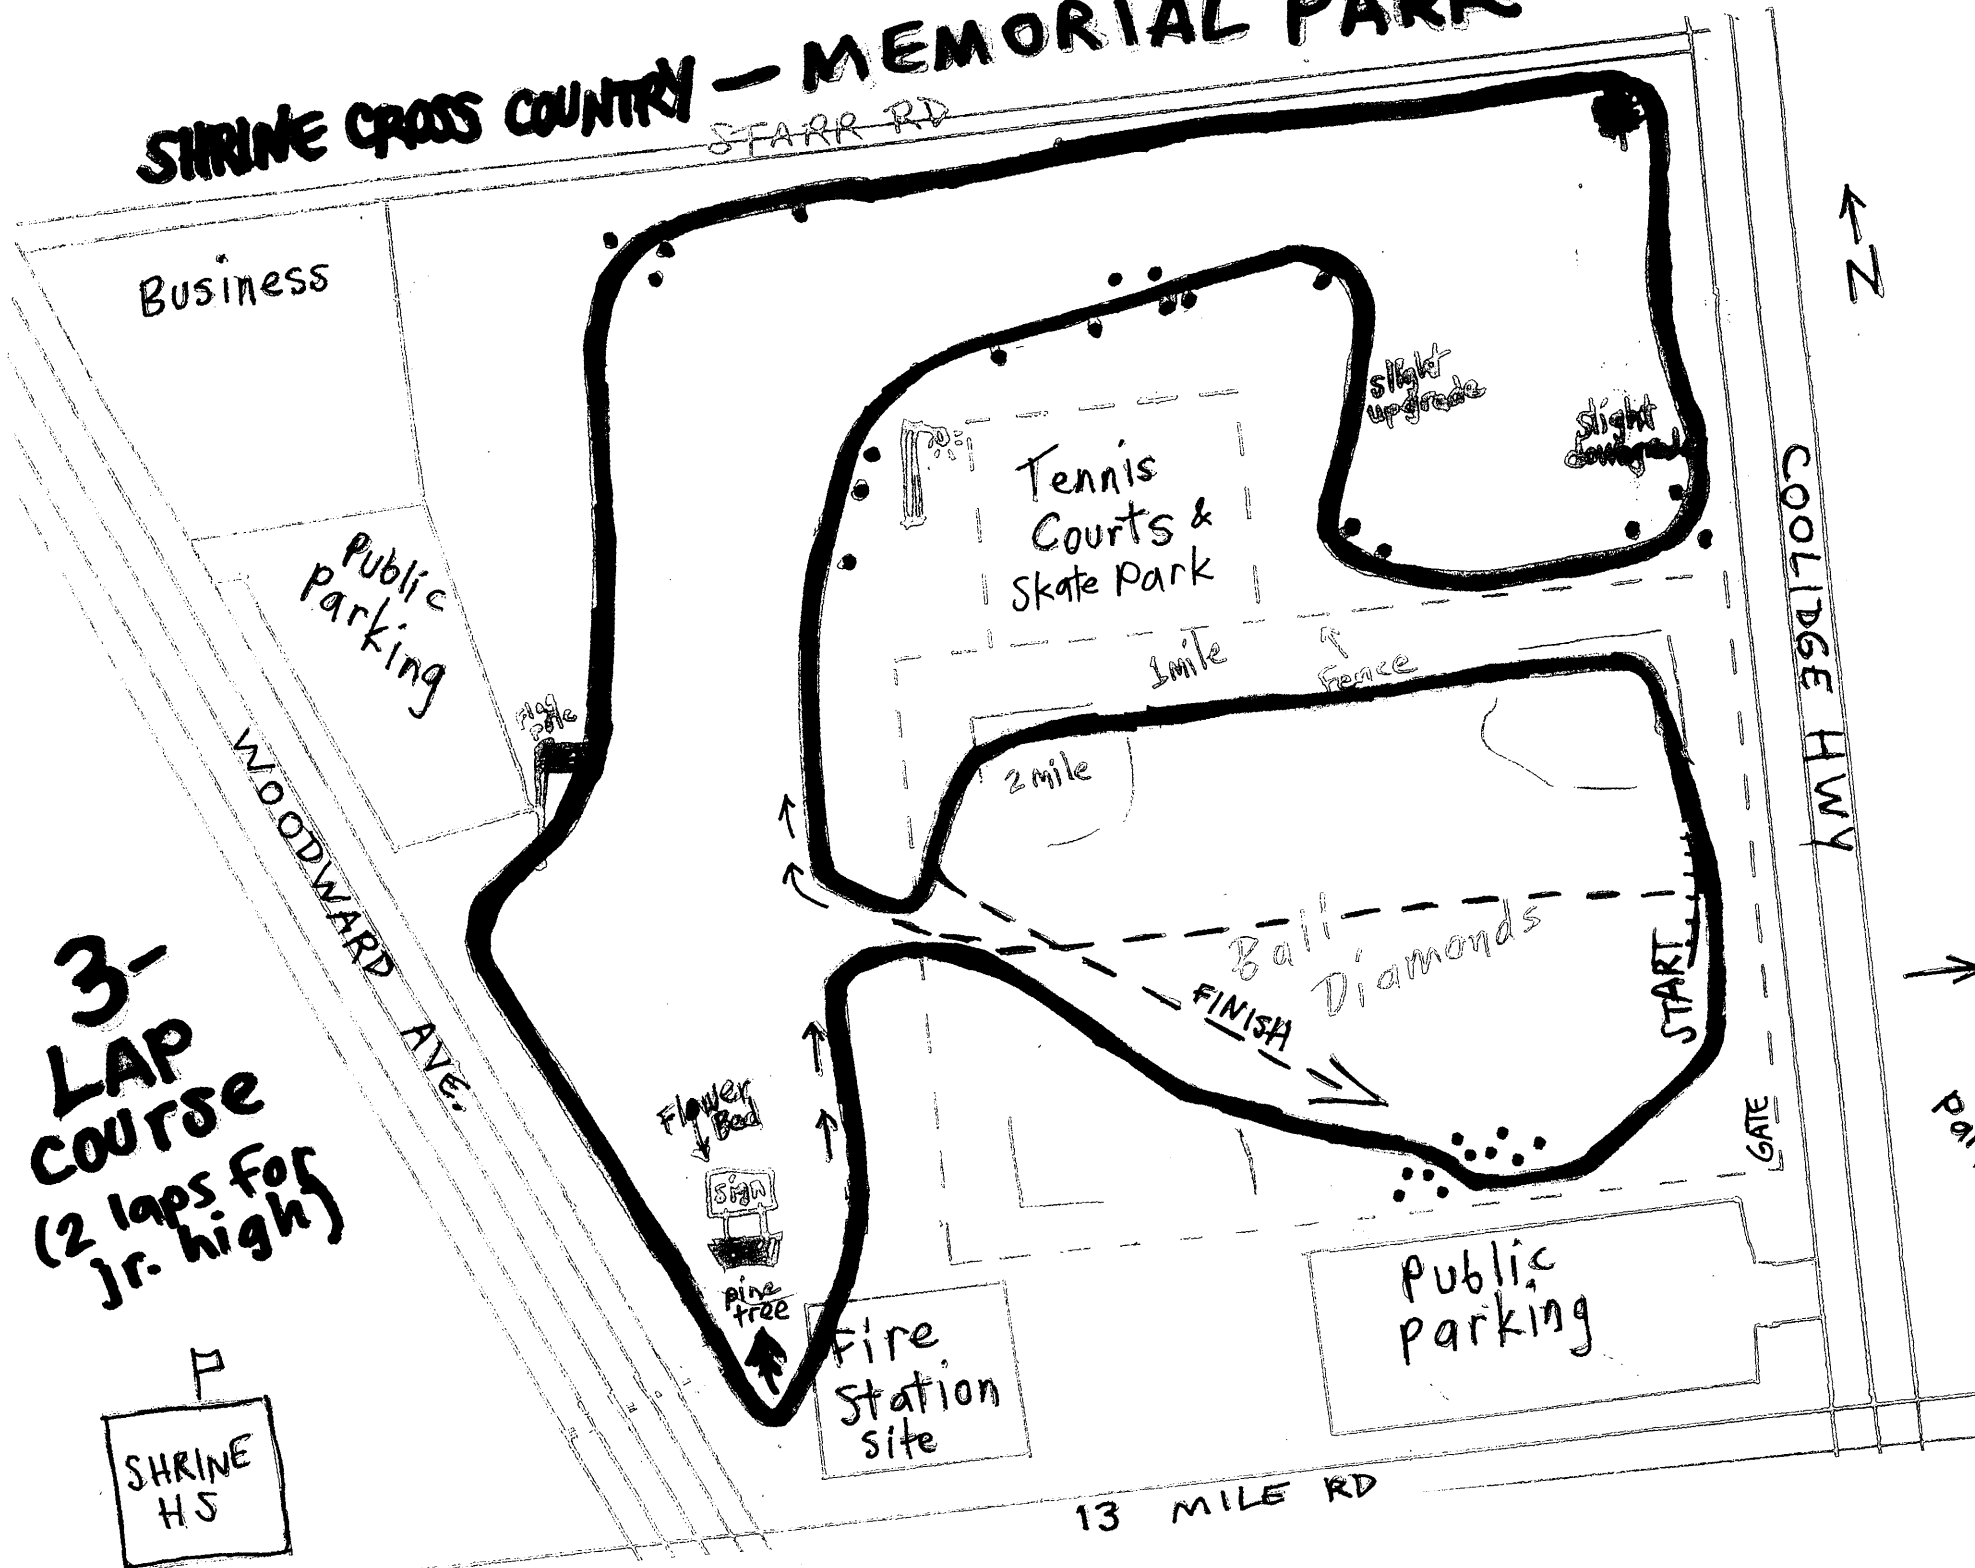 SHRINE CROSS COUNTRY — MEMORIAL PARK
STARR RD
Business
←N
slight
upgrade
slight
downgrade
Tennis
Courts &
Skate Park
COOLIDGE HWY
Public
Parking
1 mile
Fence
Flag
Pole
2 mile
WOODWARD AVE.
Ball
Diamonds
START
FINISH
3-
LAP
course
(2 laps for
jr. high)
Flower
Bed
GATE
sign
pine
tree
Public
parking
Fire
Station
site
SHRINE
HS
13 MILE RD